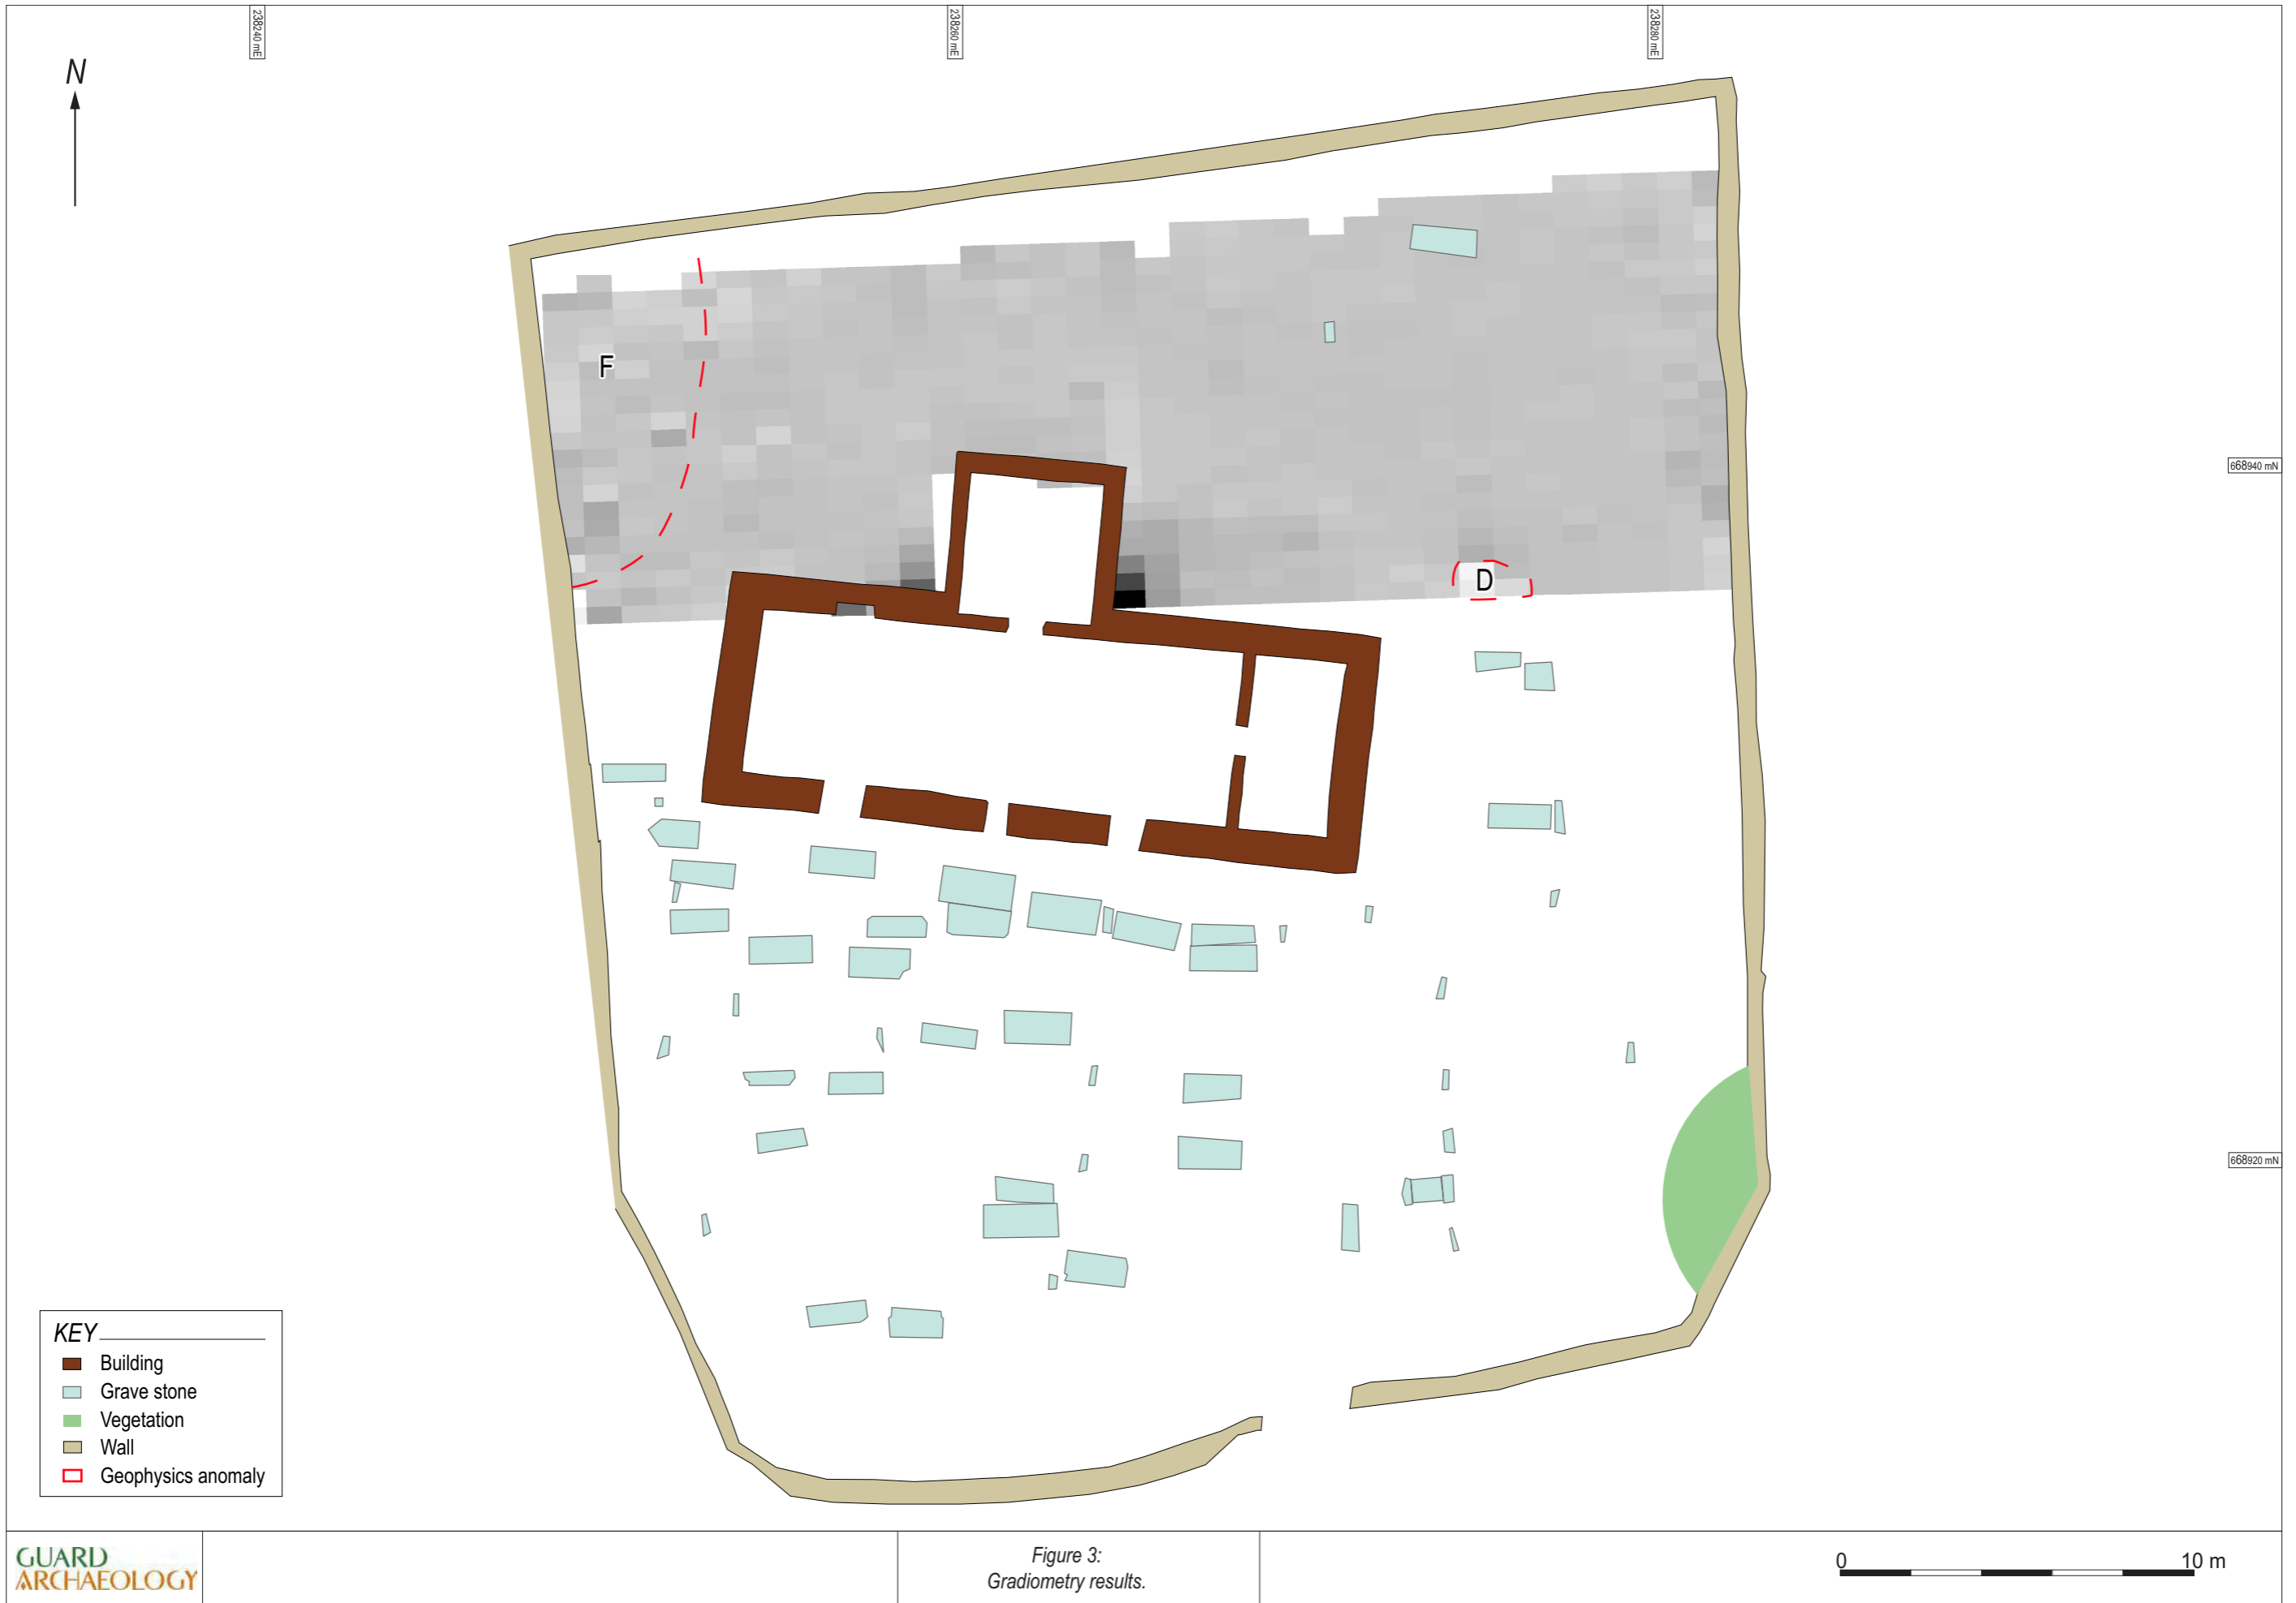 238240 mE
238260 mE
238280 mE
N
F
668940 mN
D
668920 mN
KEY
Building
Grave stone
Vegetation
Wall
Geophysics anomaly
GUARD
ARCHAEOLOGY
Figure 3:
Gradiometry results.
0
10 m